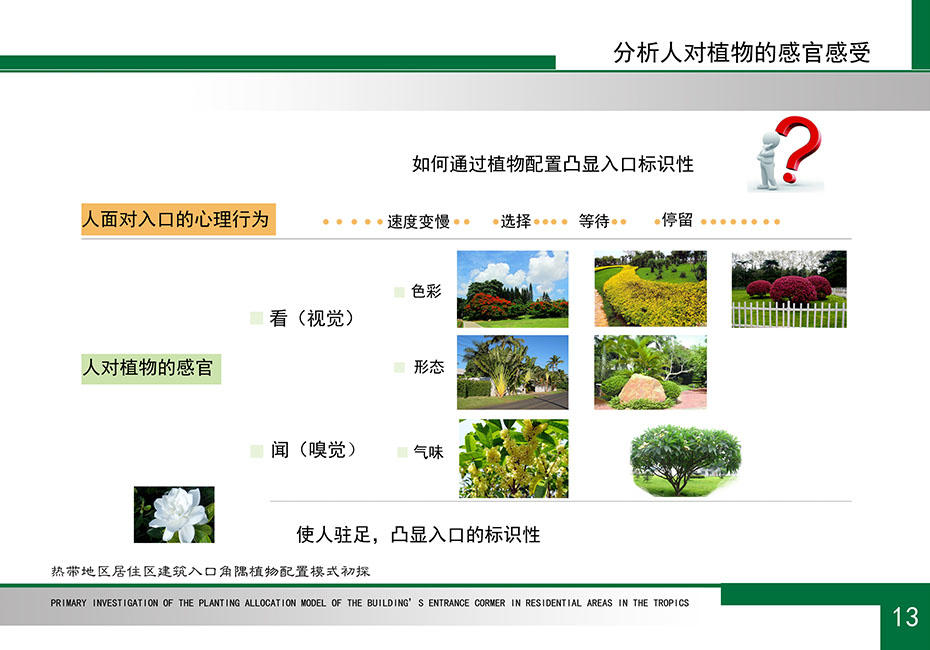 分析人对植物的感官感受
如何通过植物配置凸显入口标识性
人面对入口的心理行为
速度变慢 选择 等待 停留
色彩
看（视觉）
人对植物的感官
形态
闻（嗅觉）
气味
使人驻足，凸显入口的标识性
热带地区居住区建筑入口角隅植物配置模式初探
PRIMARY INVESTIGATION OF THE PLANTING ALLOCATION MODEL OF THE BUILDING'S ENTRANCE CORMER IN RESIDENTIAL AREAS IN THE TROPICS
13